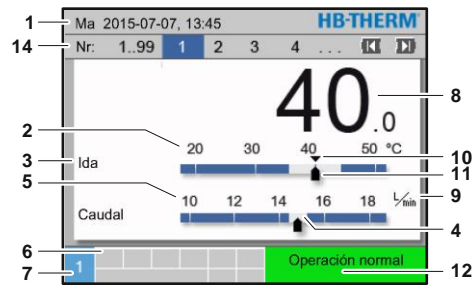 1 Ma 2015-07-07, 13:45 HB-THERM®
14 Nr: 1..99 1 2 3 4 ...
40.0 8
2 20 30 40 50 °C 10
3 Ida 11
5 10 12 14 16 18 L/min 9
Caudal 4
6
7 1 Operación normal 12